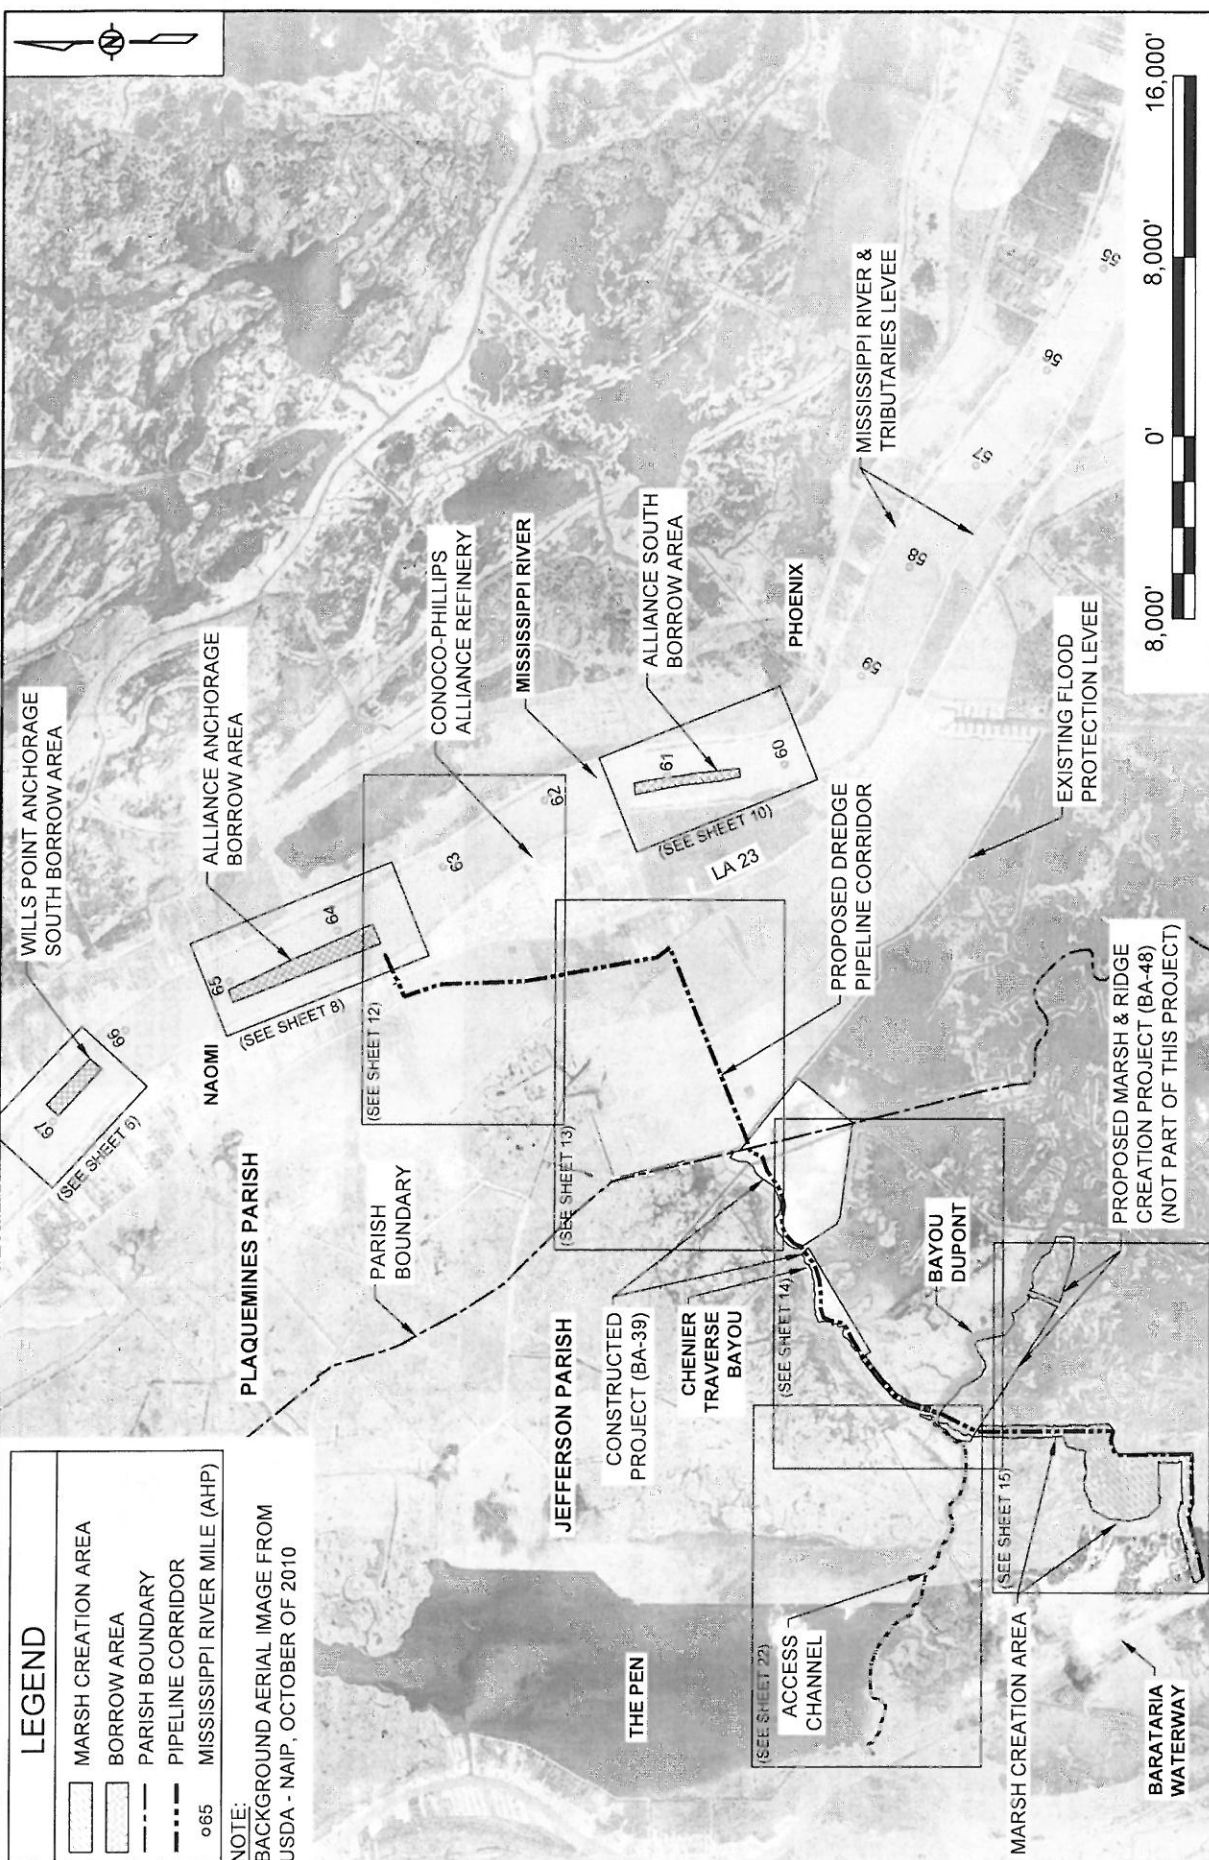 LEGEND
MARSH CREATION AREA
BORROW AREA
PARISH BOUNDARY
PIPELINE CORRIDOR
65 MISSISSIPPI RIVER MILE (AHP)
NOTE:
BACKGROUND AERIAL IMAGE FROM
USDA - NAIP, OCTOBER OF 2010
N
WILLS POINT ANCHORAGE
SOUTH BORROW AREA
67
66
(SEE SHEET 6)
NAOMI
ALLIANCE ANCHORAGE
BORROW AREA
65
64
(SEE SHEET 8)
PLAQUEMINES PARISH
PARISH
BOUNDARY
(SEE SHEET 12)
63
62
CONOCO-PHILLIPS
ALLIANCE REFINERY
MISSISSIPPI RIVER
ALLIANCE SOUTH
BORROW AREA
61
60
(SEE SHEET 10)
LA 23
PHOENIX
59
58
57
56
55
MISSISSIPPI RIVER &
TRIBUTARIES LEVEE
JEFFERSON PARISH
(SEE SHEET 13)
CONSTRUCTED
PROJECT (BA-39)
CHENIER
TRAVERSE
BAYOU
PROPOSED DREDGE
PIPELINE CORRIDOR
EXISTING FLOOD
PROTECTION LEVEE
(SEE SHEET 14)
BAYOU
DUPONT
PROPOSED MARSH & RIDGE
CREATION PROJECT (BA-48)
(NOT PART OF THIS PROJECT)
THE PEN
(SEE SHEET 22)
ACCESS
CHANNEL
(SEE SHEET 15)
MARSH CREATION AREA
BARATARIA
WATERWAY
8,000' 0' 8,000' 16,000'